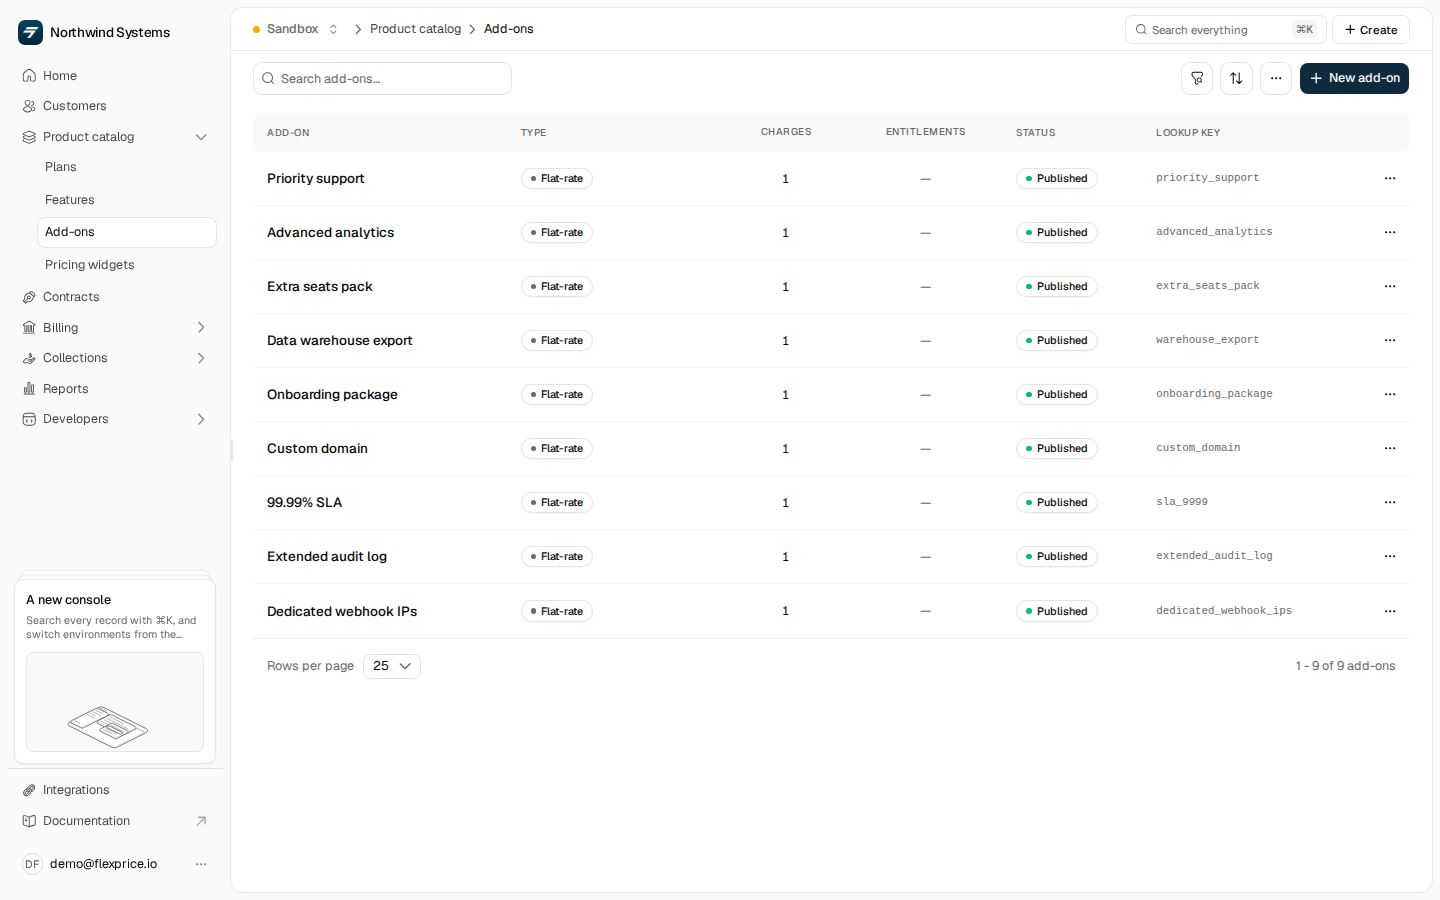 Northwind Systems
Home
Customers
Product catalog
Plans
Features
Add-ons
Pricing widgets
Contracts
Billing
Collections
Reports
Developers
A new console
Search every record with ⌘K, and
switch environments from the...
Integrations
Documentation
DF demo@flexprice.io
Sandbox Product catalog Add-ons
Search everything ⌘K
Create
Search add-ons...
New add-on
ADD-ON TYPE CHARGES ENTITLEMENTS STATUS LOOKUP KEY
Priority support Flat-rate 1 — Published priority_support
Advanced analytics Flat-rate 1 — Published advanced_analytics
Extra seats pack Flat-rate 1 — Published extra_seats_pack
Data warehouse export Flat-rate 1 — Published warehouse_export
Onboarding package Flat-rate 1 — Published onboarding_package
Custom domain Flat-rate 1 — Published custom_domain
99.99% SLA Flat-rate 1 — Published sla_9999
Extended audit log Flat-rate 1 — Published extended_audit_log
Dedicated webhook IPs Flat-rate 1 — Published dedicated_webhook_ips
Rows per page 25
1 - 9 of 9 add-ons